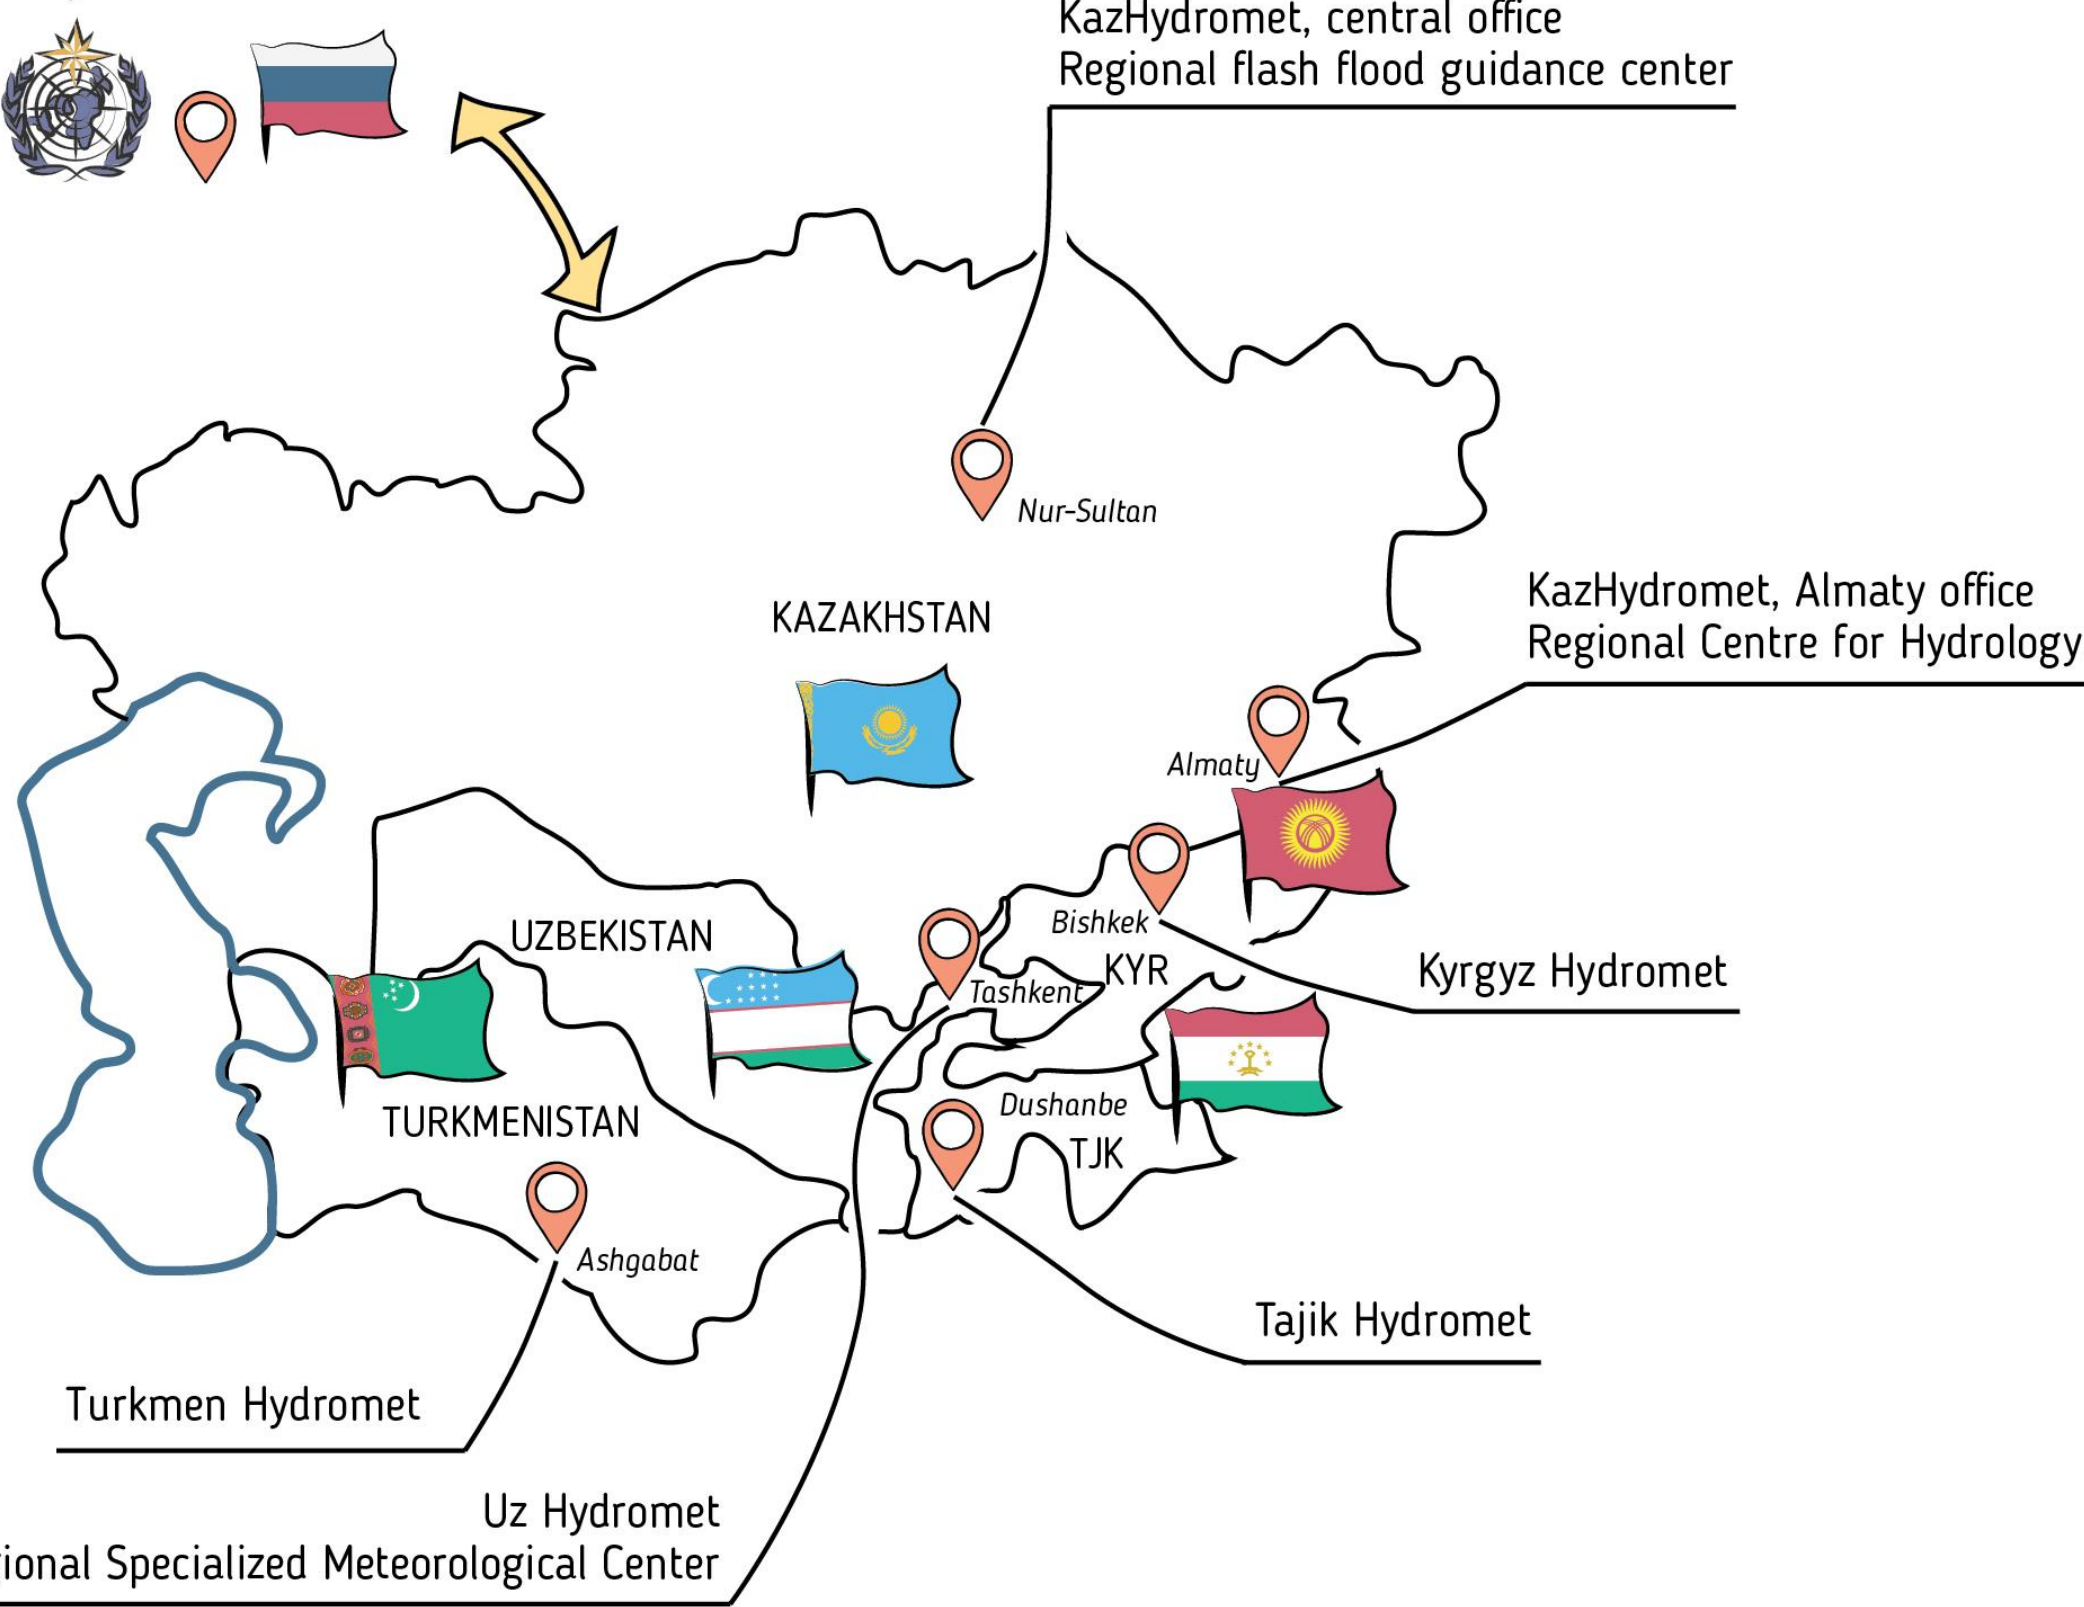 KazHydromet, central office
Regional flash flood guidance center
Nur-Sultan
KazHydromet, Almaty office
Regional Centre for Hydrology
KAZAKHSTAN
Almaty
UZBEKISTAN
Bishkek
KYR
Kyrgyz Hydromet
Tashkent
Dushanbe
TURKMENISTAN
TJK
Ashgabat
Tajik Hydromet
Turkmen Hydromet
Uz Hydromet
Specialized Meteorological Center